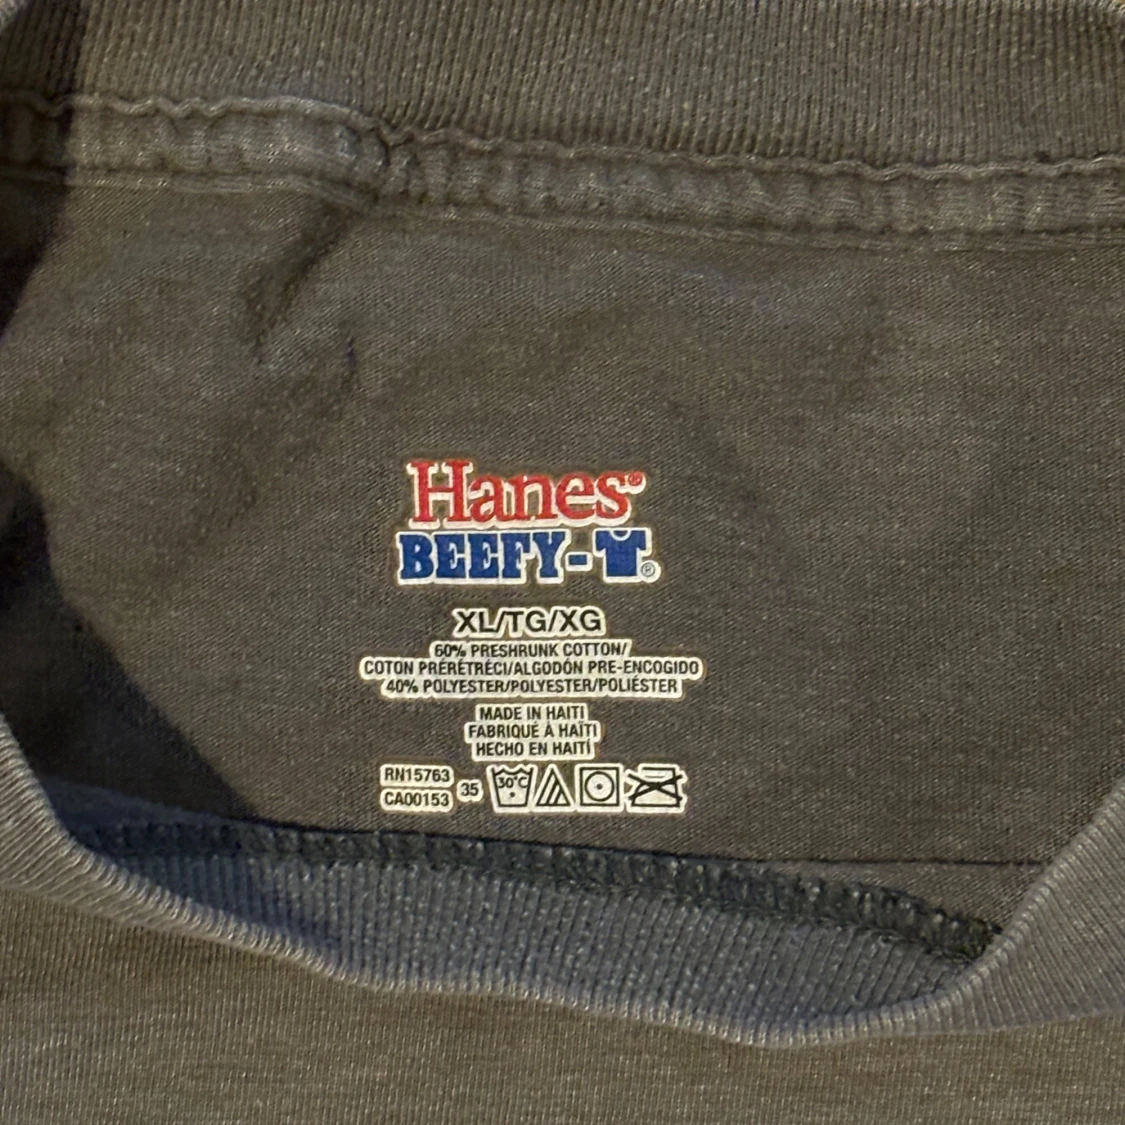 Hanes®
BEEFY-T®
XL/TG/XG
60% PRESHRUNK COTTON/
COTON PRÉRÉTRÉCI/ALGODÓN PRE-ENCOGIDO
40% POLYESTER/POLYESTER/POLIÉSTER
MADE IN HAITI
FABRIQUÉ À HAÏTI
HECHO EN HAITÍ
RN15763
CA00153
35
30°C